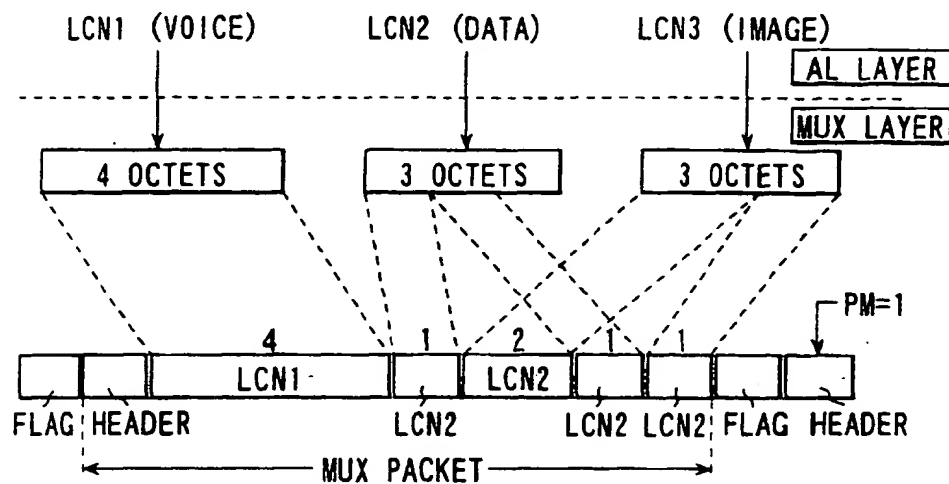 LCN1 (VOICE) LCN2 (DATA) LCN3 (IMAGE)
AL LAYER
MUX LAYER
4 OCTETS 3 OCTETS 3 OCTETS
PM=1
4 1 2 1 1
LCN1 LCN2
FLAG HEADER LCN2 LCN2 LCN2 FLAG HEADER
MUX PACKET